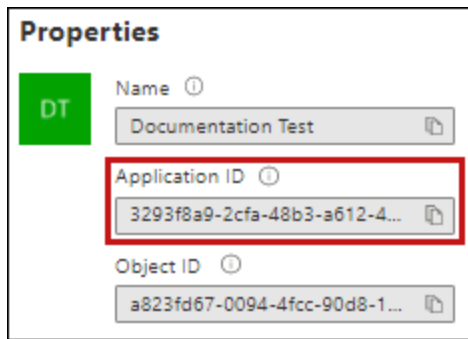 Properties
DT
Name
Documentation Test
Application ID
3293f8a9-2cfa-48b3-a612-4...
Object ID
a823fd67-0094-4fcc-90d8-1...